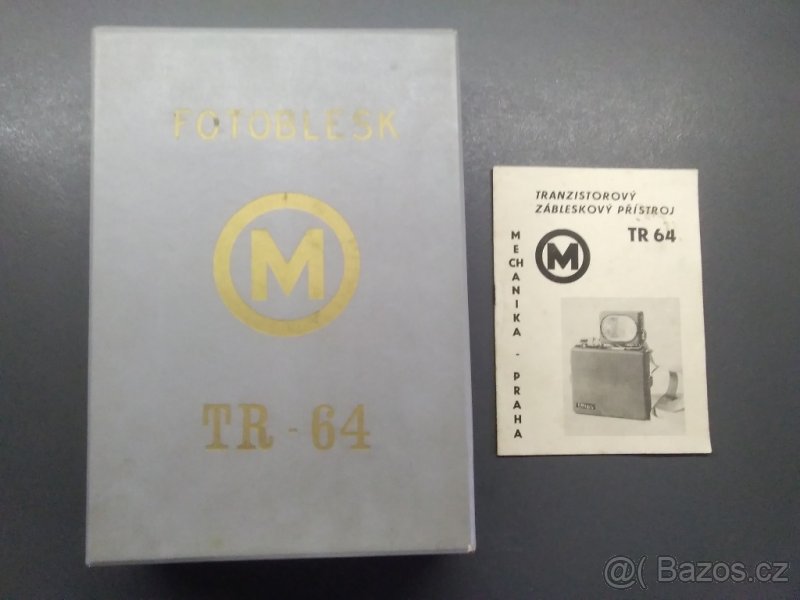 FOTOBLESK
M
TR - 64
TRANZISTOROVÝ
ZÁBLESKOVÝ PŘÍSTROJ
TR 64
M
MECHANIKA - PRAHA
@( Bazos.cz